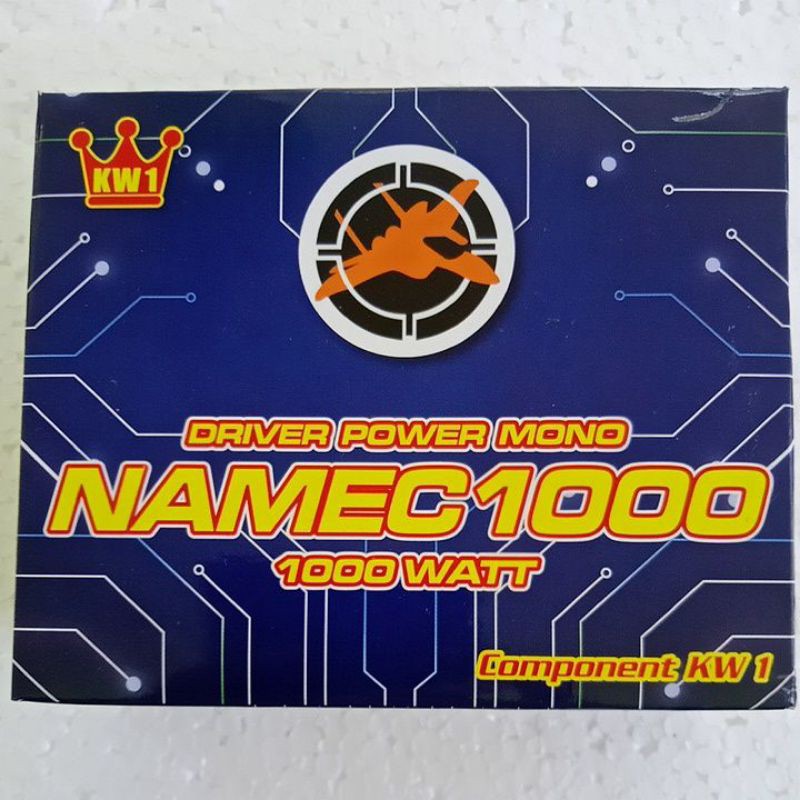 KW1
DRIVER POWER MONO
NAMEC1000
1000 WATT
Component KW 1